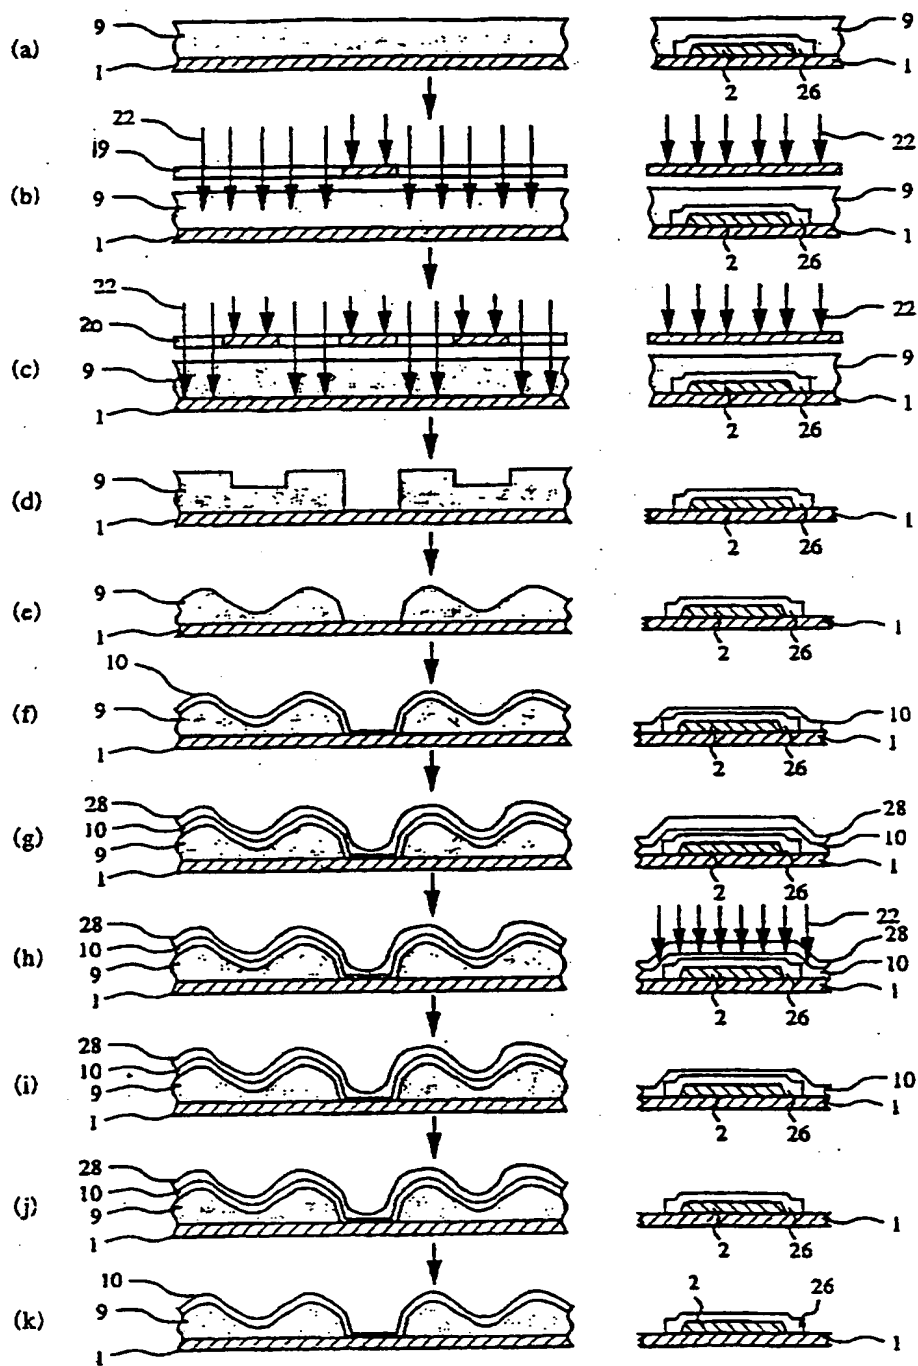 (a) 9 1 9 1 2 26
22 19 22
(b) 9 1 9 1 2 26
22 20 22
(c) 9 1 9 1 2 26
(d) 9 1 1 2 26
(e) 9 1 1 2 26
10
(f) 9 1 10 1 2 26
28 28
(g) 10 9 1 10 1 2 26
22
28 28
(h) 10 9 1 10 1 2 26
28
(i) 10 9 1 10 1 2 26
28
(j) 10 9 1 1 2 26
10 2 26
(k) 9 1 1